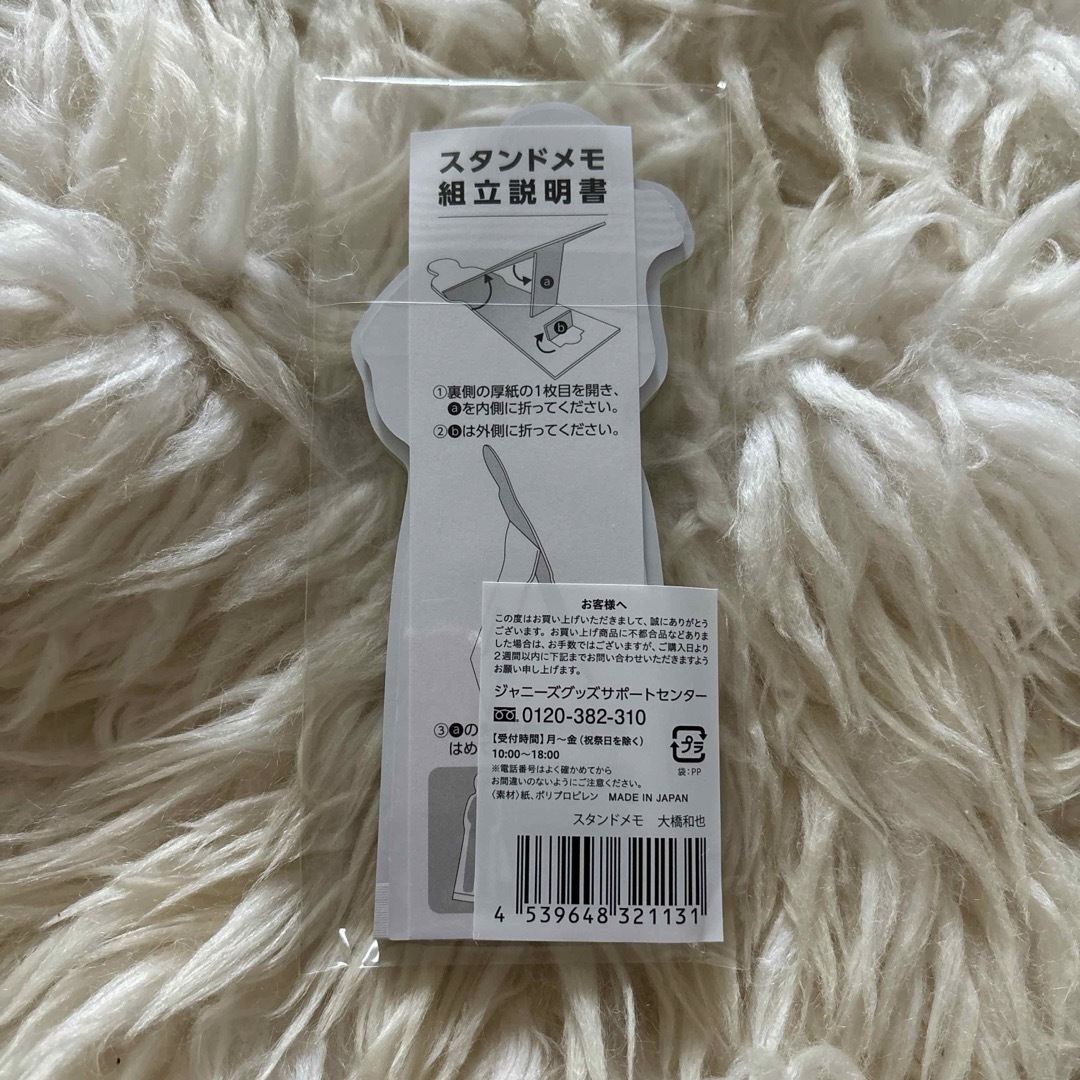 スタンドメモ
組立説明書
a
b
①裏側の厚紙の1枚目を開き、
ⓐを内側に折ってください。
②ⓑは外側に折ってください。
③ⓐの
はめ
お客様へ
この度はお買い上げいただきまして、誠にありがとう
ございます。お買い上げ商品に不都合品などありま
した場合は、お手数ではございますが、ご購入日より
2週間以内に下記までお問い合わせいただきますよう
お願い申し上げます。
ジャニーズグッズサポートセンター
0120-382-310
【受付時間】月〜金（祝祭日を除く）
10:00〜18:00
※電話番号はよく確かめてから
お間違いのないようにご注意ください。
プラ
袋:PP
〈素材〉紙、ポリプロピレン MADE IN JAPAN
スタンドメモ 大橋和也
4 539648 321131